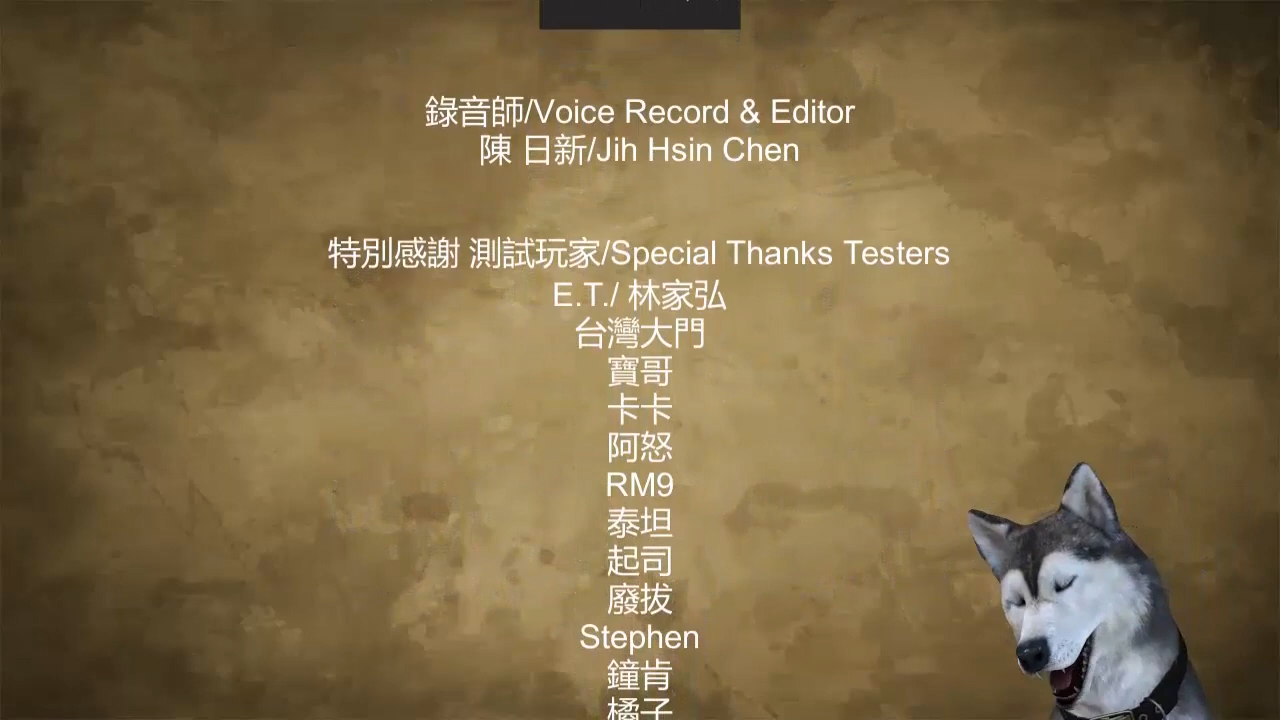 錄音師/Voice Record & Editor
陳 日新/Jih Hsin Chen
特別感謝 測試玩家/Special Thanks Testers
E.T./ 林家弘
台灣大門
寶哥
卡卡
阿怒
RM9
泰坦
起司
廢拔
Stephen
鐘肯
橘子